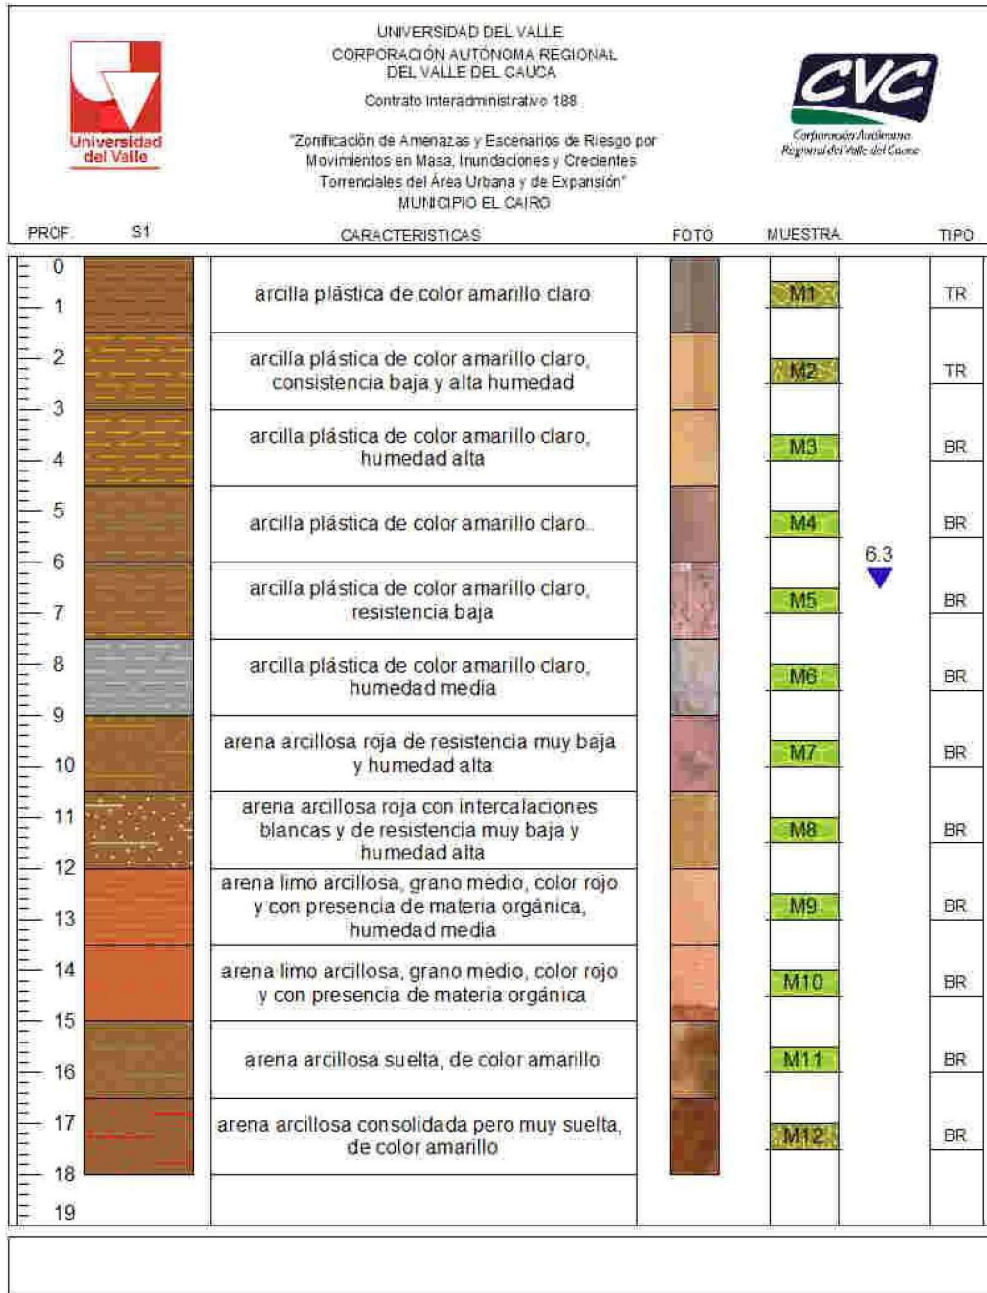 UNIVERSIDAD DEL VALLE
CORPORACIÓN AUTÓNOMA REGIONAL
DEL VALLE DEL CAUCA
Contrato Interadministrativo 188
"Zonificación de Amenazas y Escenarios de Riesgo por
Movimientos en Masa, Inundaciones y Crecientes
Torrenciales del Área Urbana y de Expansión"
MUNICIPIO EL CAIRO
Universidad
del Valle
CVC
Corporación Autónoma
Regional del Valle del Cauca
PROF. S1 CARACTERISTICAS FOTO MUESTRA TIPO
0
arcilla plástica de color amarillo claro M1 TR
1
2
arcilla plástica de color amarillo claro,
consistencia baja y alta humedad M2 TR
3
arcilla plástica de color amarillo claro,
humedad alta M3 BR
4
5
arcilla plástica de color amarillo claro.. M4 BR
6
6.3
arcilla plástica de color amarillo claro,
resistencia baja M5 BR
7
8
arcilla plástica de color amarillo claro,
humedad media M6 BR
9
arena arcillosa roja de resistencia muy baja
y humedad alta M7 BR
10
11
arena arcillosa roja con intercalaciones
blancas y de resistencia muy baja y
humedad alta M8 BR
12
arena limo arcillosa, grano medio, color rojo
y con presencia de materia orgánica,
humedad media M9 BR
13
14
arena limo arcillosa, grano medio, color rojo
y con presencia de materia orgánica M10 BR
15
arena arcillosa suelta, de color amarillo M11 BR
16
17
arena arcillosa consolidada pero muy suelta,
de color amarillo M12 BR
18
19